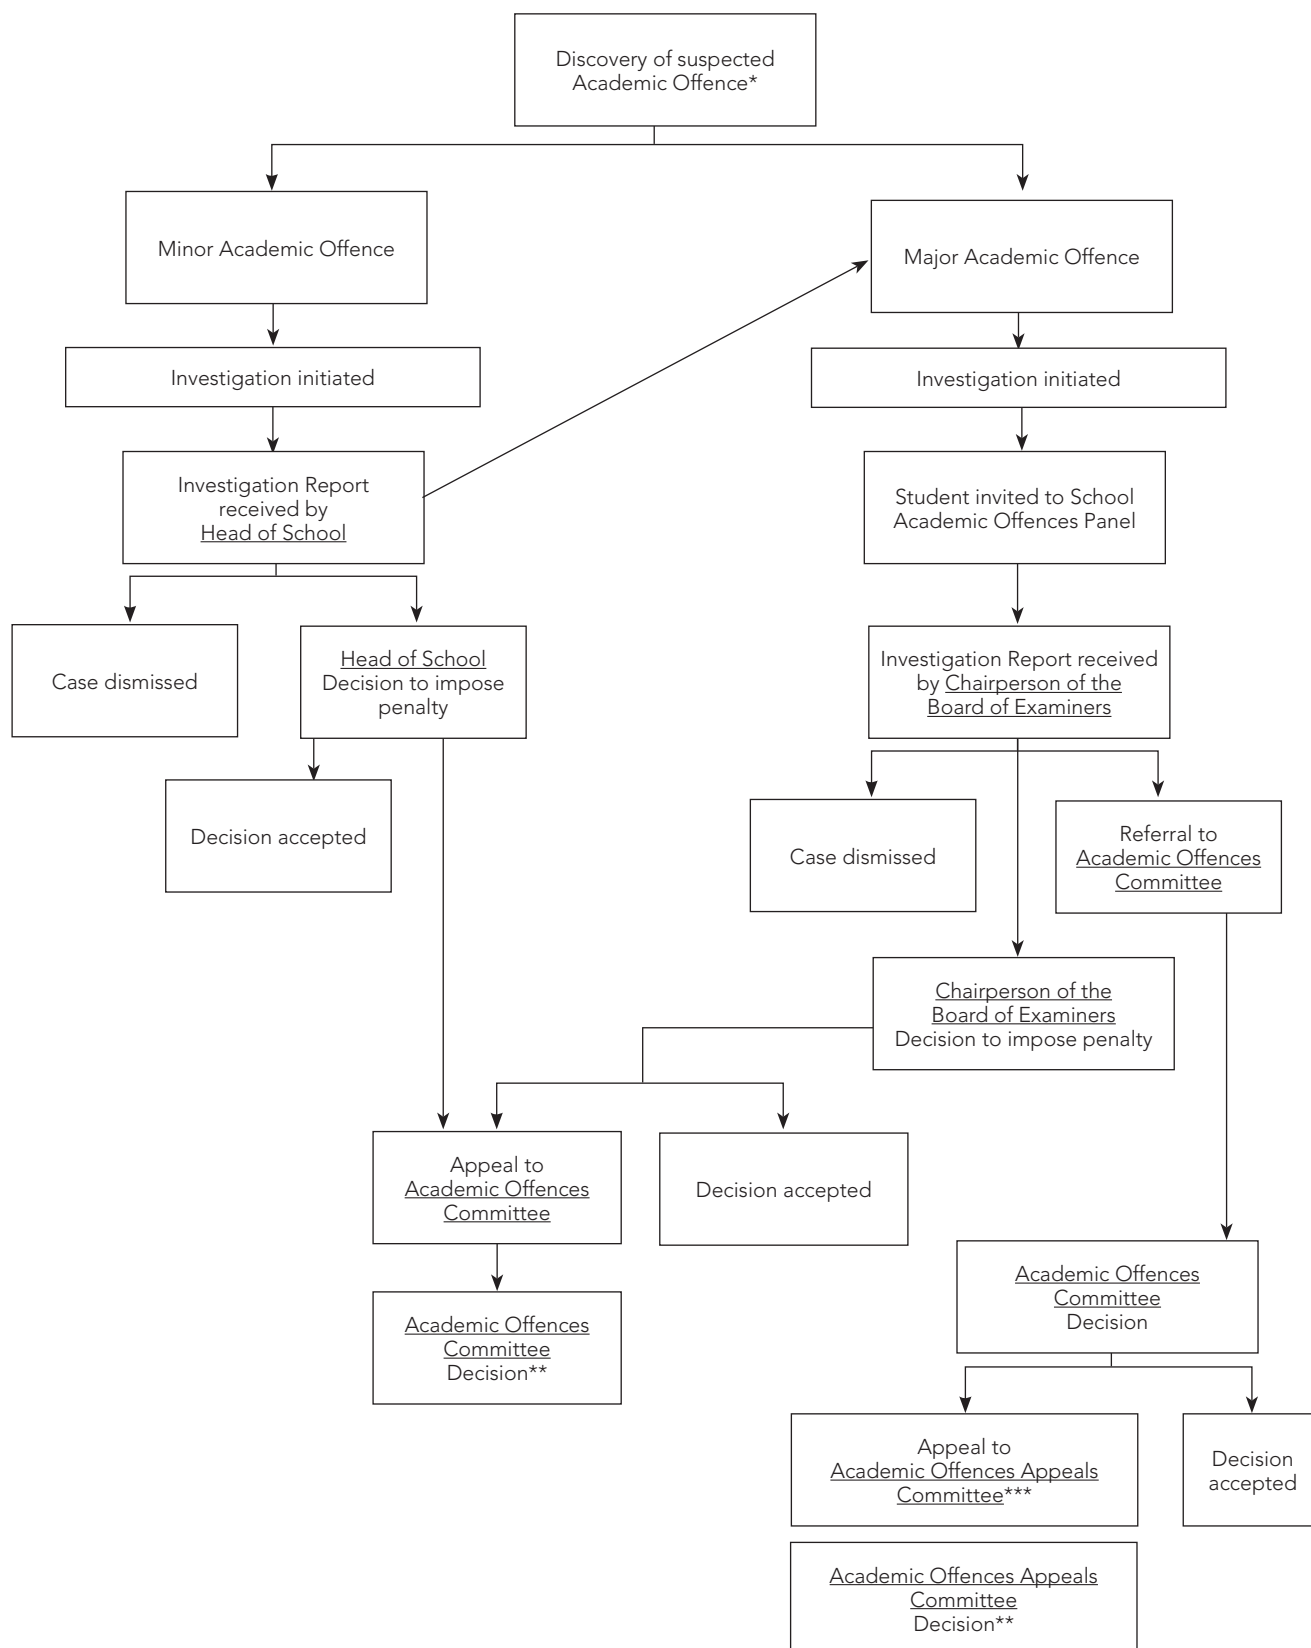 Discovery of suspected
Academic Offence*
Minor Academic Offence
Major Academic Offence
Investigation initiated
Investigation initiated
Investigation Report
received by
Head of School
Student invited to School
Academic Offences Panel
Case dismissed
Head of School
Decision to impose
penalty
Investigation Report received
by Chairperson of the
Board of Examiners
Decision accepted
Case dismissed
Referral to
Academic Offences
Committee
Chairperson of the
Board of Examiners
Decision to impose penalty
Appeal to
Academic Offences
Committee
Decision accepted
Academic Offences
Committee
Decision
Academic Offences
Committee
Decision**
Appeal to
Academic Offences Appeals
Committee***
Decision
accepted
Academic Offences Appeals
Committee
Decision**